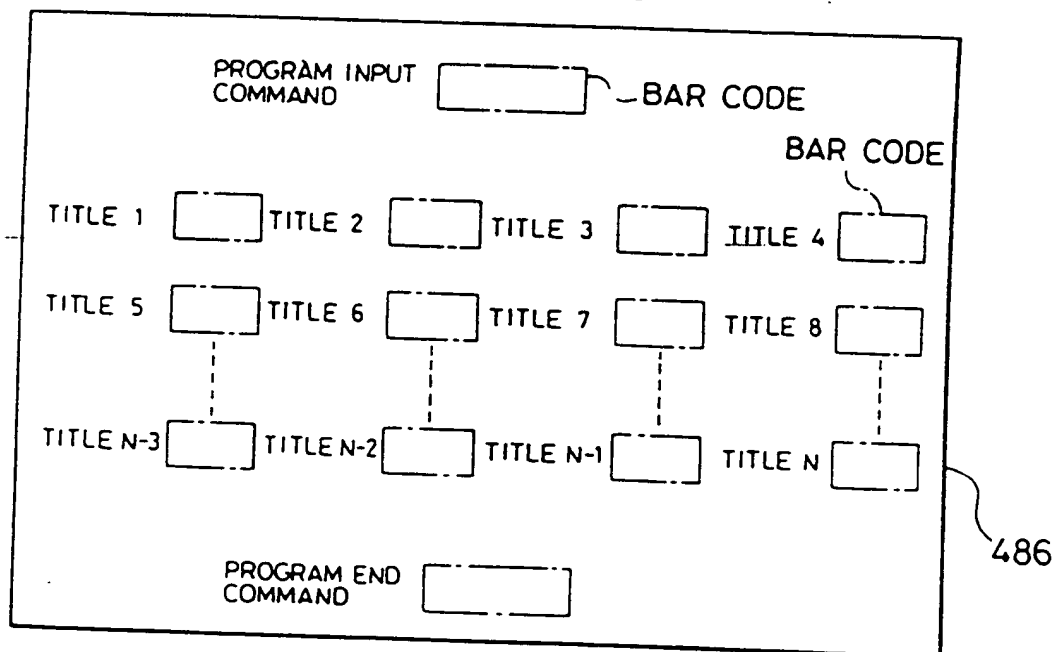 PROGRAM INPUT
COMMAND
BAR CODE
BAR CODE
TITLE 1 TITLE 2 TITLE 3 TITLE 4
TITLE 5 TITLE 6 TITLE 7 TITLE 8
TITLE N-3 TITLE N-2 TITLE N-1 TITLE N
486
PROGRAM END
COMMAND